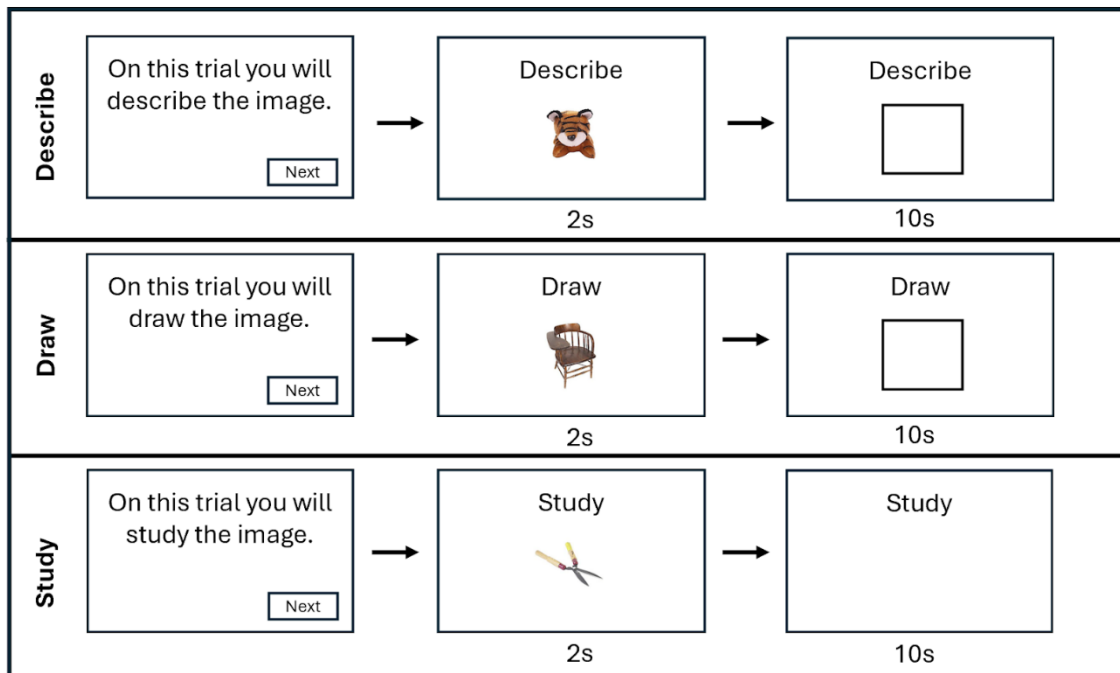 Describe
On this trial you will
describe the image.
Next
Describe
2s
Describe
10s
Draw
On this trial you will
draw the image.
Next
Draw
2s
Draw
10s
Study
On this trial you will
study the image.
Next
Study
2s
Study
10s